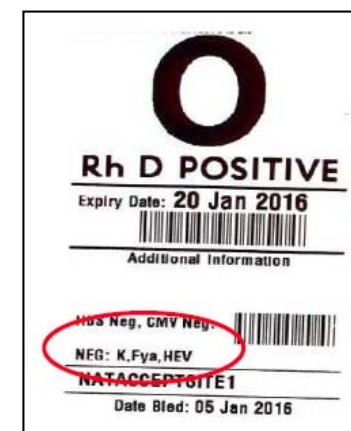 O
Rh D POSITIVE
Expiry Date: 20 Jan 2016
Additional Information
HbS Neg, CMV Neg.
NEG: K,Fya,HEV
NATACCEPTSITE1
Date Bled: 05 Jan 2016